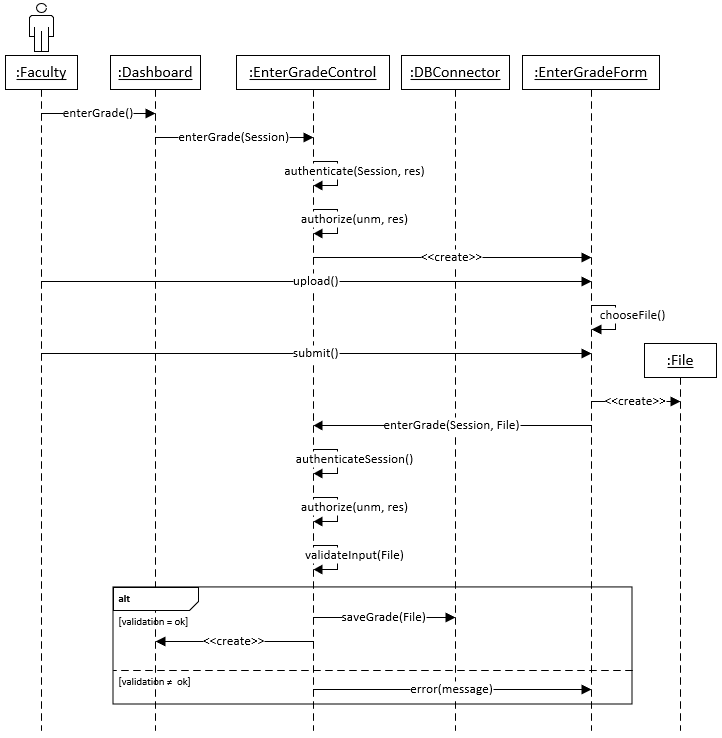 :Faculty
:Dashboard
:EnterGradeControl
:DBConnector
:EnterGradeForm
enterGrade()
enterGrade(Session)
authenticate(Session, res)
authorize(unm, res)
<<create>>
upload()
chooseFile()
submit()
:File
<<create>>
enterGrade(Session, File)
authenticateSession()
authorize(unm, res)
validateInput(File)
alt
[validation = ok]
saveGrade(File)
<<create>>
[validation ≠ ok]
error(message)